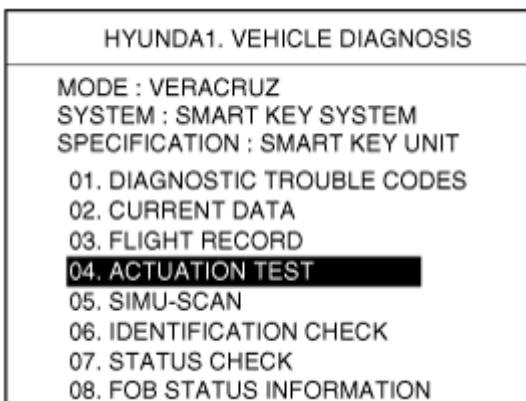 HYUNDA1. VEHICLE DIAGNOSIS
MODE : VERACRUZ
SYSTEM : SMART KEY SYSTEM
SPECIFICATION : SMART KEY UNIT
01. DIAGNOSTIC TROUBLE CODES
02. CURRENT DATA
03. FLIGHT RECORD
04. ACTUATION TEST
05. SIMU-SCAN
06. IDENTIFICATION CHECK
07. STATUS CHECK
08. FOB STATUS INFORMATION